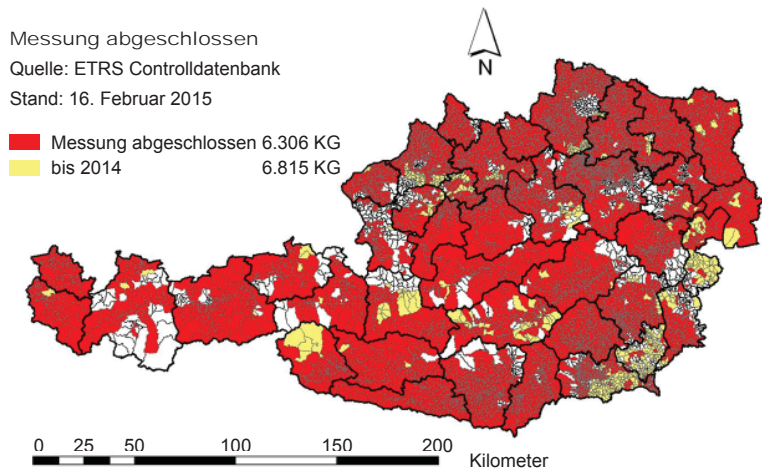 Messung abgeschlossen
Quelle: ETRS Controlldatenbank
Stand: 16. Februar 2015
Messung abgeschlossen 6.306 KG
bis 2014 6.815 KG
N
0 25 50 100 150 200
Kilometer